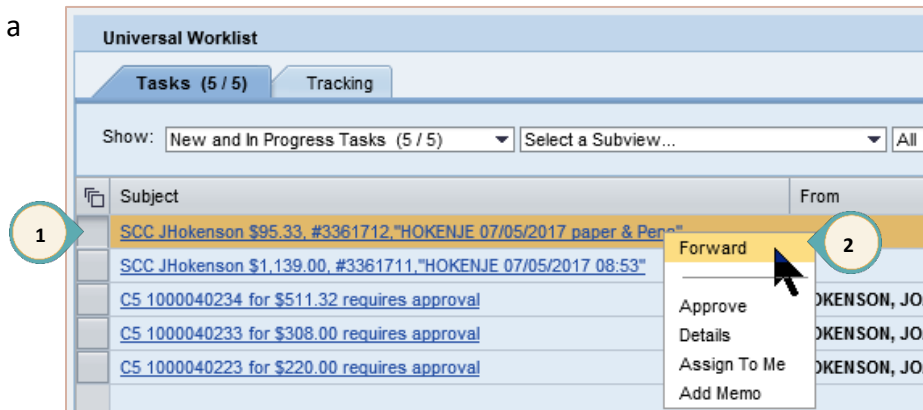 a
Universal Worklist
Tasks (5 / 5) Tracking
Show: New and In Progress Tasks (5 / 5) Select a Subview... All
Subject From
1 SCC JHokenson $95.33, #3361712,"HOKENJE 07/05/2017 paper & Pens"
Forward 2
SCC JHokenson $1,139.00, #3361711,"HOKENJE 07/05/2017 08:53"
C5 1000040234 for $511.32 requires approval Approve OKENSON, JO
C5 1000040233 for $308.00 requires approval Details OKENSON, JO
C5 1000040223 for $220.00 requires approval Assign To Me OKENSON, JO
Add Memo